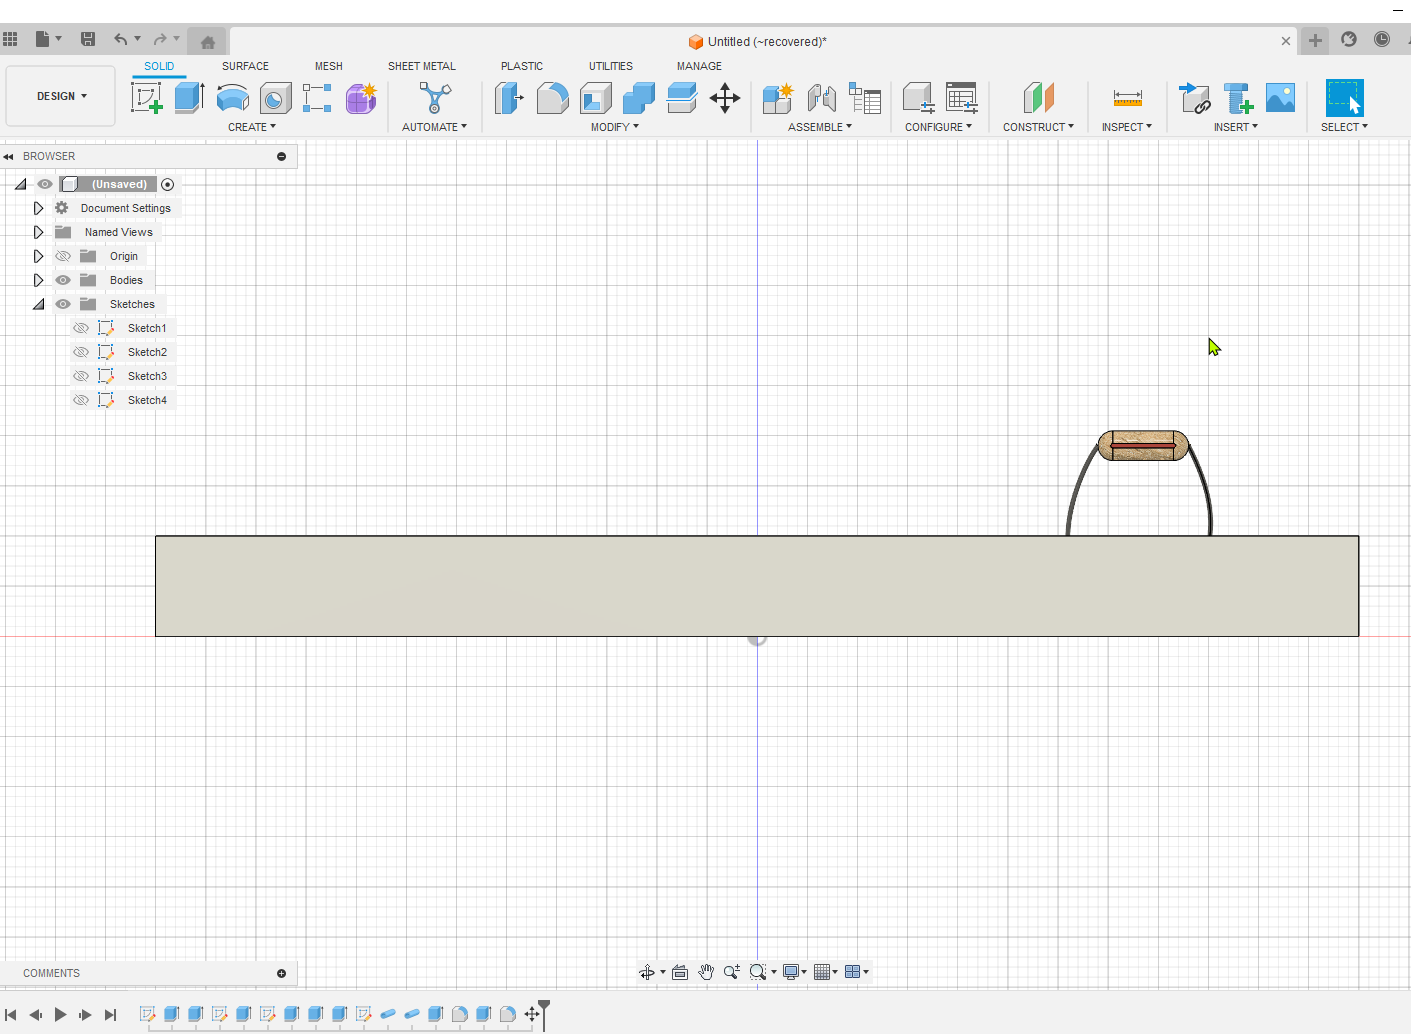 Untitled (~recovered)*
SOLID SURFACE MESH SHEET METAL PLASTIC UTILITIES MANAGE
DESIGN
CREATE AUTOMATE MODIFY ASSEMBLE CONFIGURE CONSTRUCT INSPECT INSERT SELECT
BROWSER
(Unsaved)
Document Settings
Named Views
Origin
Bodies
Sketches
Sketch1
Sketch2
Sketch3
Sketch4
COMMENTS